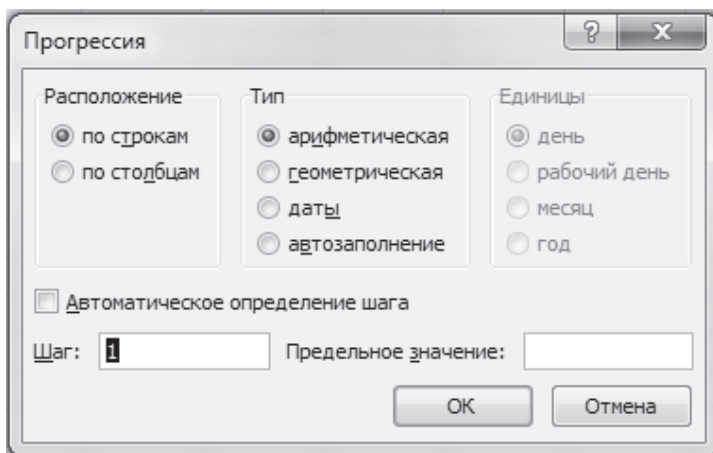 Прогрессия
Расположение
по строкам
по столбцам
Тип
арифметическая
геометрическая
даты
автозаполнение
Единицы
день
рабочий день
месяц
год
Автоматическое определение шага
Шаг: 1
Предельное значение:
ОК
Отмена